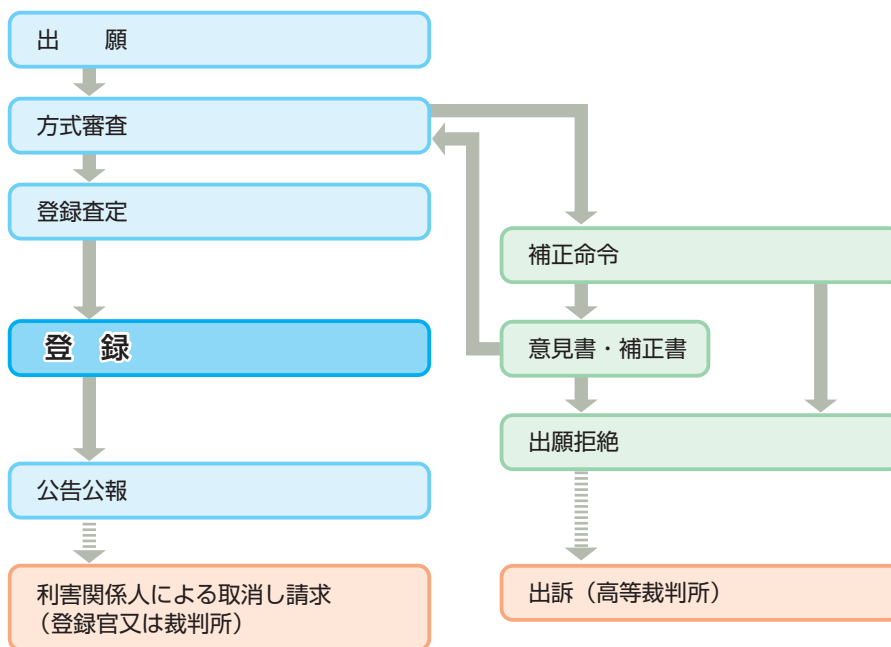 出　願
方式審査
登録査定
登　録
公告公報
利害関係人による取消し請求
（登録官又は裁判所）
補正命令
意見書・補正書
出願拒絶
出訴（高等裁判所）